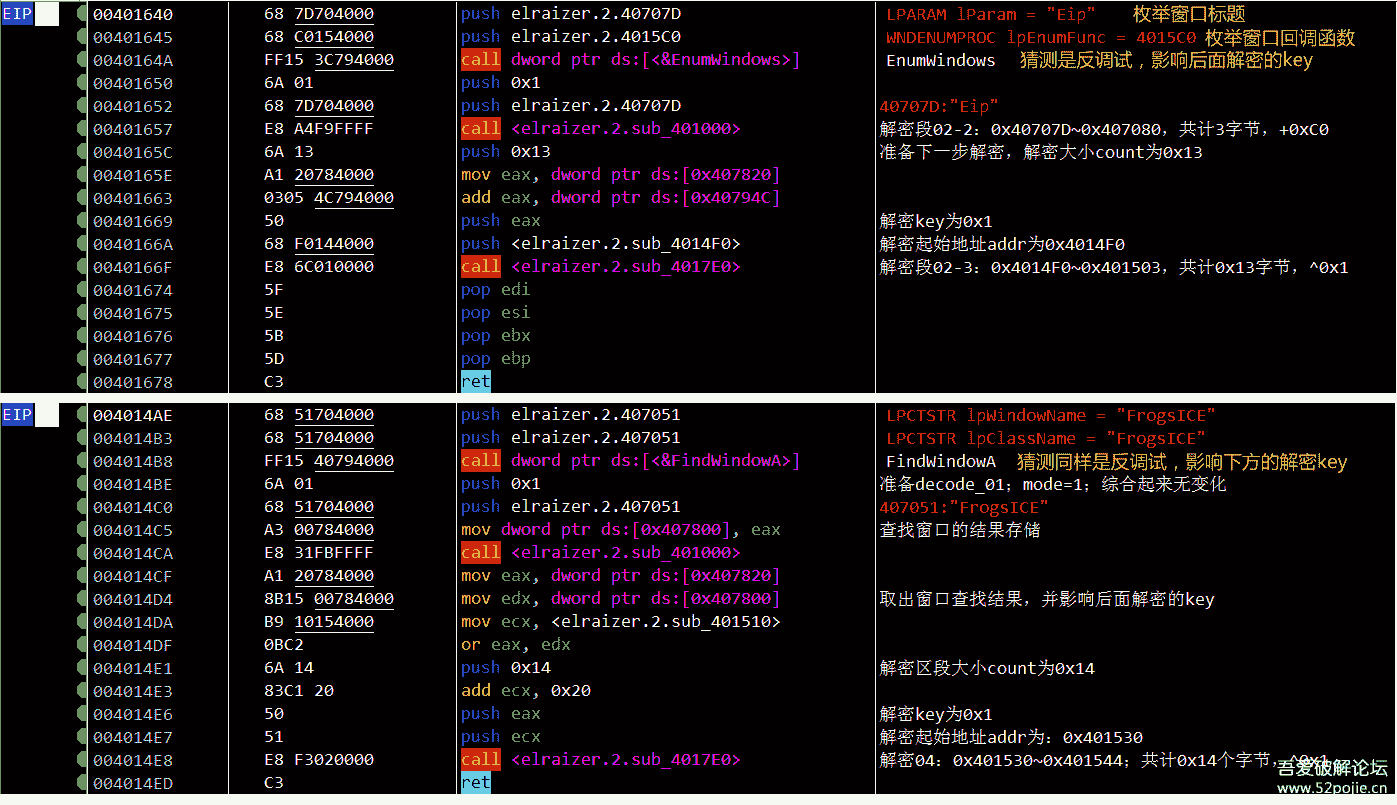 EIP 00401640 68 7D704000 push elraizer.2.40707D LPARAM lParam = "Eip" 枚举窗口标题
00401645 68 C0154000 push elraizer.2.4015C0 WNDENUMPROC lpEnumFunc = 4015C0 枚举窗口回调函数
0040164A FF15 3C794000 call dword ptr ds:[<&EnumWindows>] EnumWindows 猜测是反调试，影响后面解密的key
00401650 6A 01 push 0x1
00401652 68 7D704000 push elraizer.2.40707D 40707D:"Eip"
00401657 E8 A4F9FFFF call <elraizer.2.sub_401000> 解密段02-2：0x40707D~0x407080，共计3字节，+0xC0
0040165C 6A 13 push 0x13 准备下一步解密，解密大小count为0x13
0040165E A1 20784000 mov eax, dword ptr ds:[0x407820]
00401663 0305 4C794000 add eax, dword ptr ds:[0x40794C]
00401669 50 push eax 解密key为0x1
0040166A 68 F0144000 push <elraizer.2.sub_4014F0> 解密起始地址addr为0x4014F0
0040166F E8 6C010000 call <elraizer.2.sub_4017E0> 解密段02-3：0x4014F0~0x401503，共计0x13字节，^0x1
00401674 5F pop edi
00401675 5E pop esi
00401676 5B pop ebx
00401677 5D pop ebp
00401678 C3 ret
EIP 004014AE 68 51704000 push elraizer.2.407051 LPCTSTR lpWindowName = "FrogsICE"
004014B3 68 51704000 push elraizer.2.407051 LPCTSTR lpClassName = "FrogsICE"
004014B8 FF15 40794000 call dword ptr ds:[<&FindWindowA>] FindWindowA 猜测同样是反调试，影响下方的解密key
004014BE 6A 01 push 0x1 准备decode_01；mode=1；综合起来无变化
004014C0 68 51704000 push elraizer.2.407051 407051:"FrogsICE"
004014C5 A3 00784000 mov dword ptr ds:[0x407800], eax 查找窗口的结果存储
004014CA E8 31FBFFFF call <elraizer.2.sub_401000>
004014CF A1 20784000 mov eax, dword ptr ds:[0x407820]
004014D4 8B15 00784000 mov edx, dword ptr ds:[0x407800] 取出窗口查找结果，并影响后面解密的key
004014DA B9 10154000 mov ecx, <elraizer.2.sub_401510>
004014DF 0BC2 or eax, edx
004014E1 6A 14 push 0x14 解密区段大小count为0x14
004014E3 83C1 20 add ecx, 0x20
004014E6 50 push eax 解密key为0x1
004014E7 51 push ecx 解密起始地址addr为：0x401530
004014E8 E8 F3020000 call <elraizer.2.sub_4017E0> 解密04：0x401530~0x401544；共计0x14个字节，^0x1
004014ED C3 ret
吾爱破解论坛
www.52pojie.cn